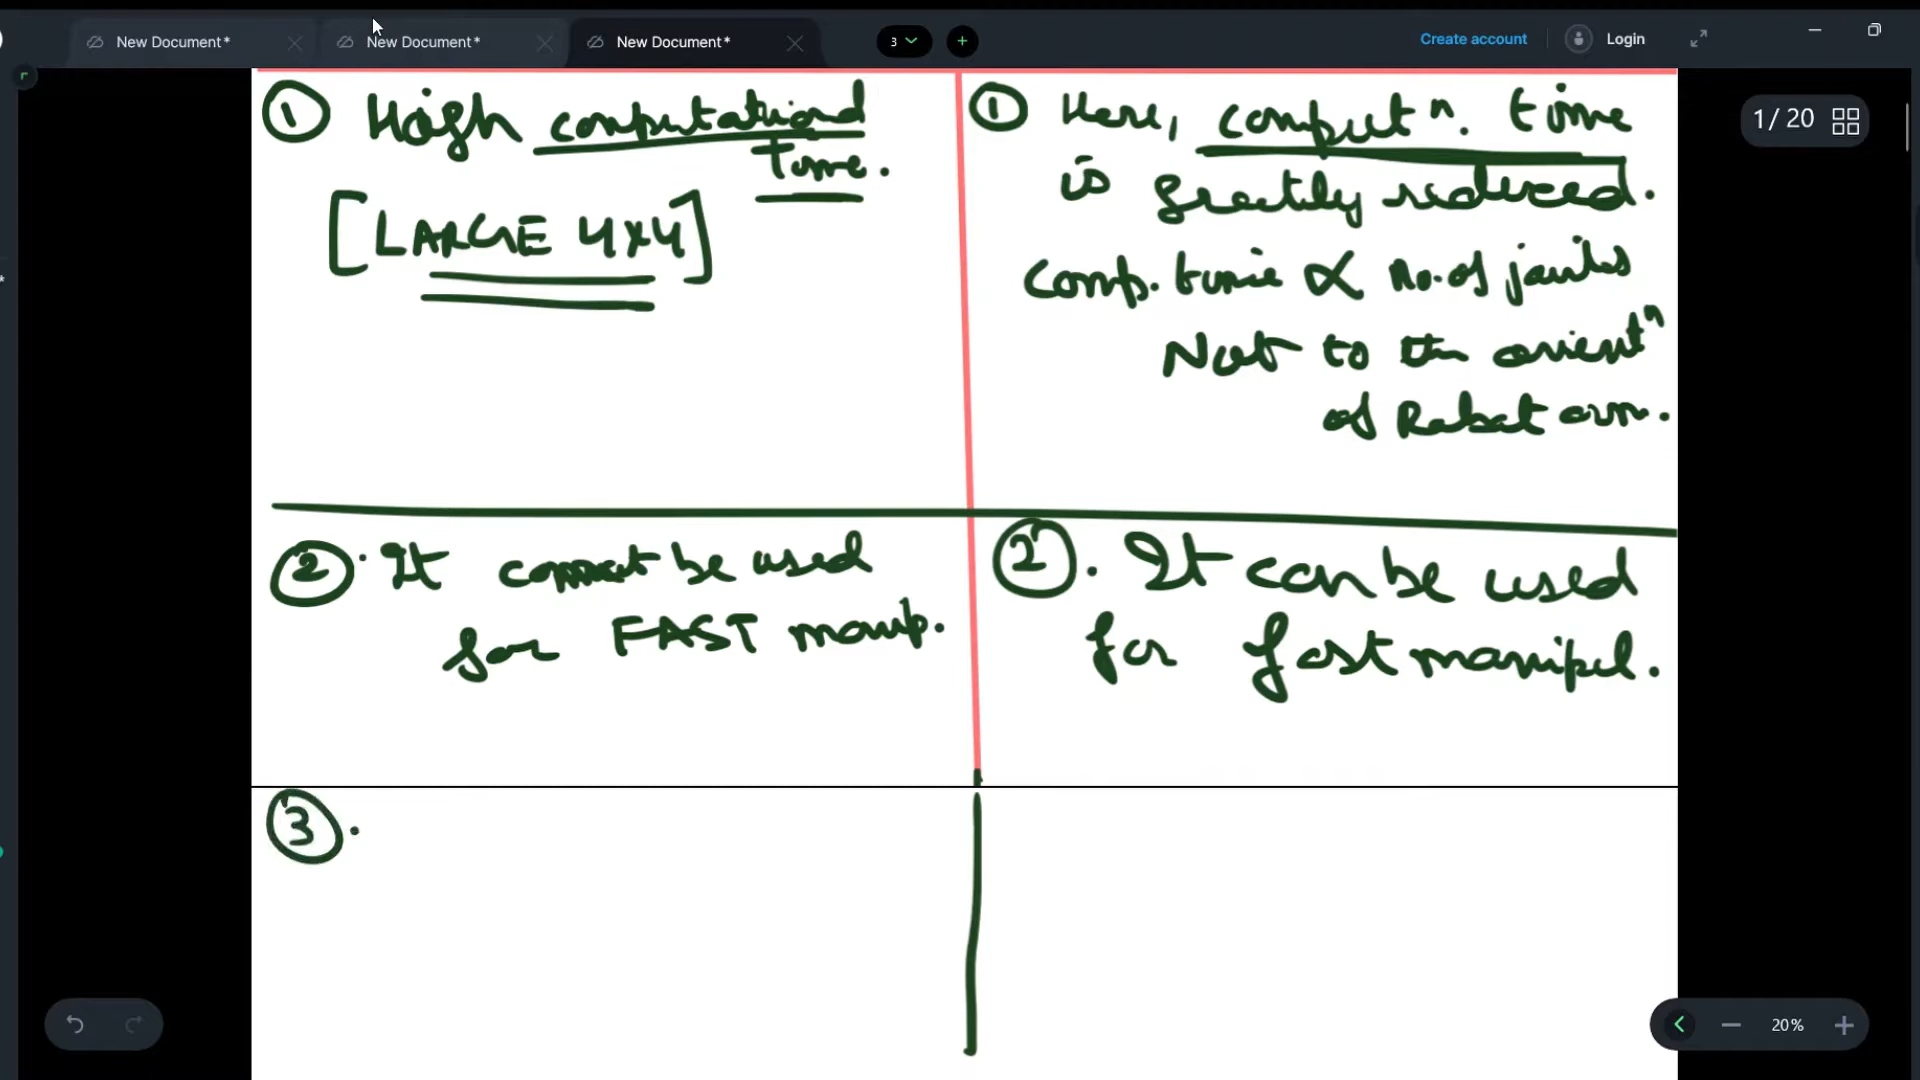 New Document*
New Document*
New Document*
3
Create account
Login
1/ 20
① High computational
Time.
[LARGE 4x4]
① Here, computⁿ. time
is greatly reduced.
Comp. time ∝ No. of joints
Not to the orientⁿ
of Robot arm.
② . It cannot be used
for FAST manip.
② . It can be used
for fast manipul.
③ .
20%